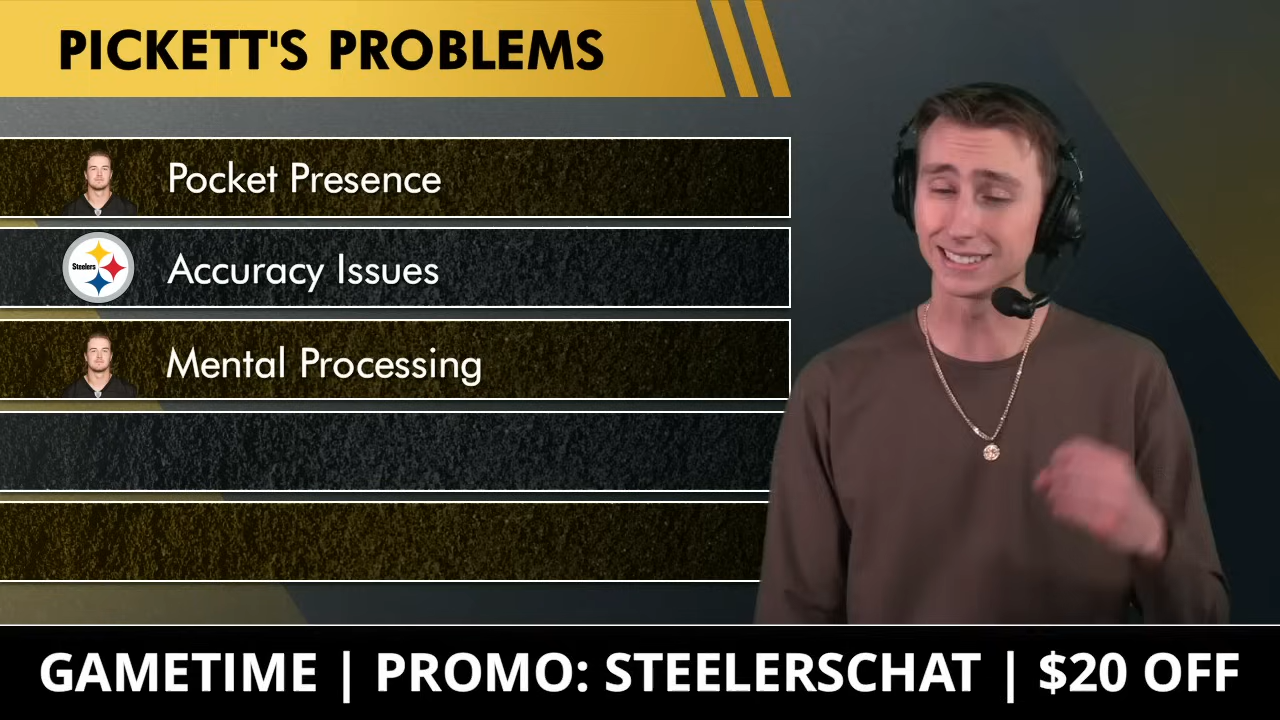 PICKETT'S PROBLEMS
Pocket Presence
Steelers
Accuracy Issues
Mental Processing
GAMETIME | PROMO: STEELERSCHAT | $20 OFF